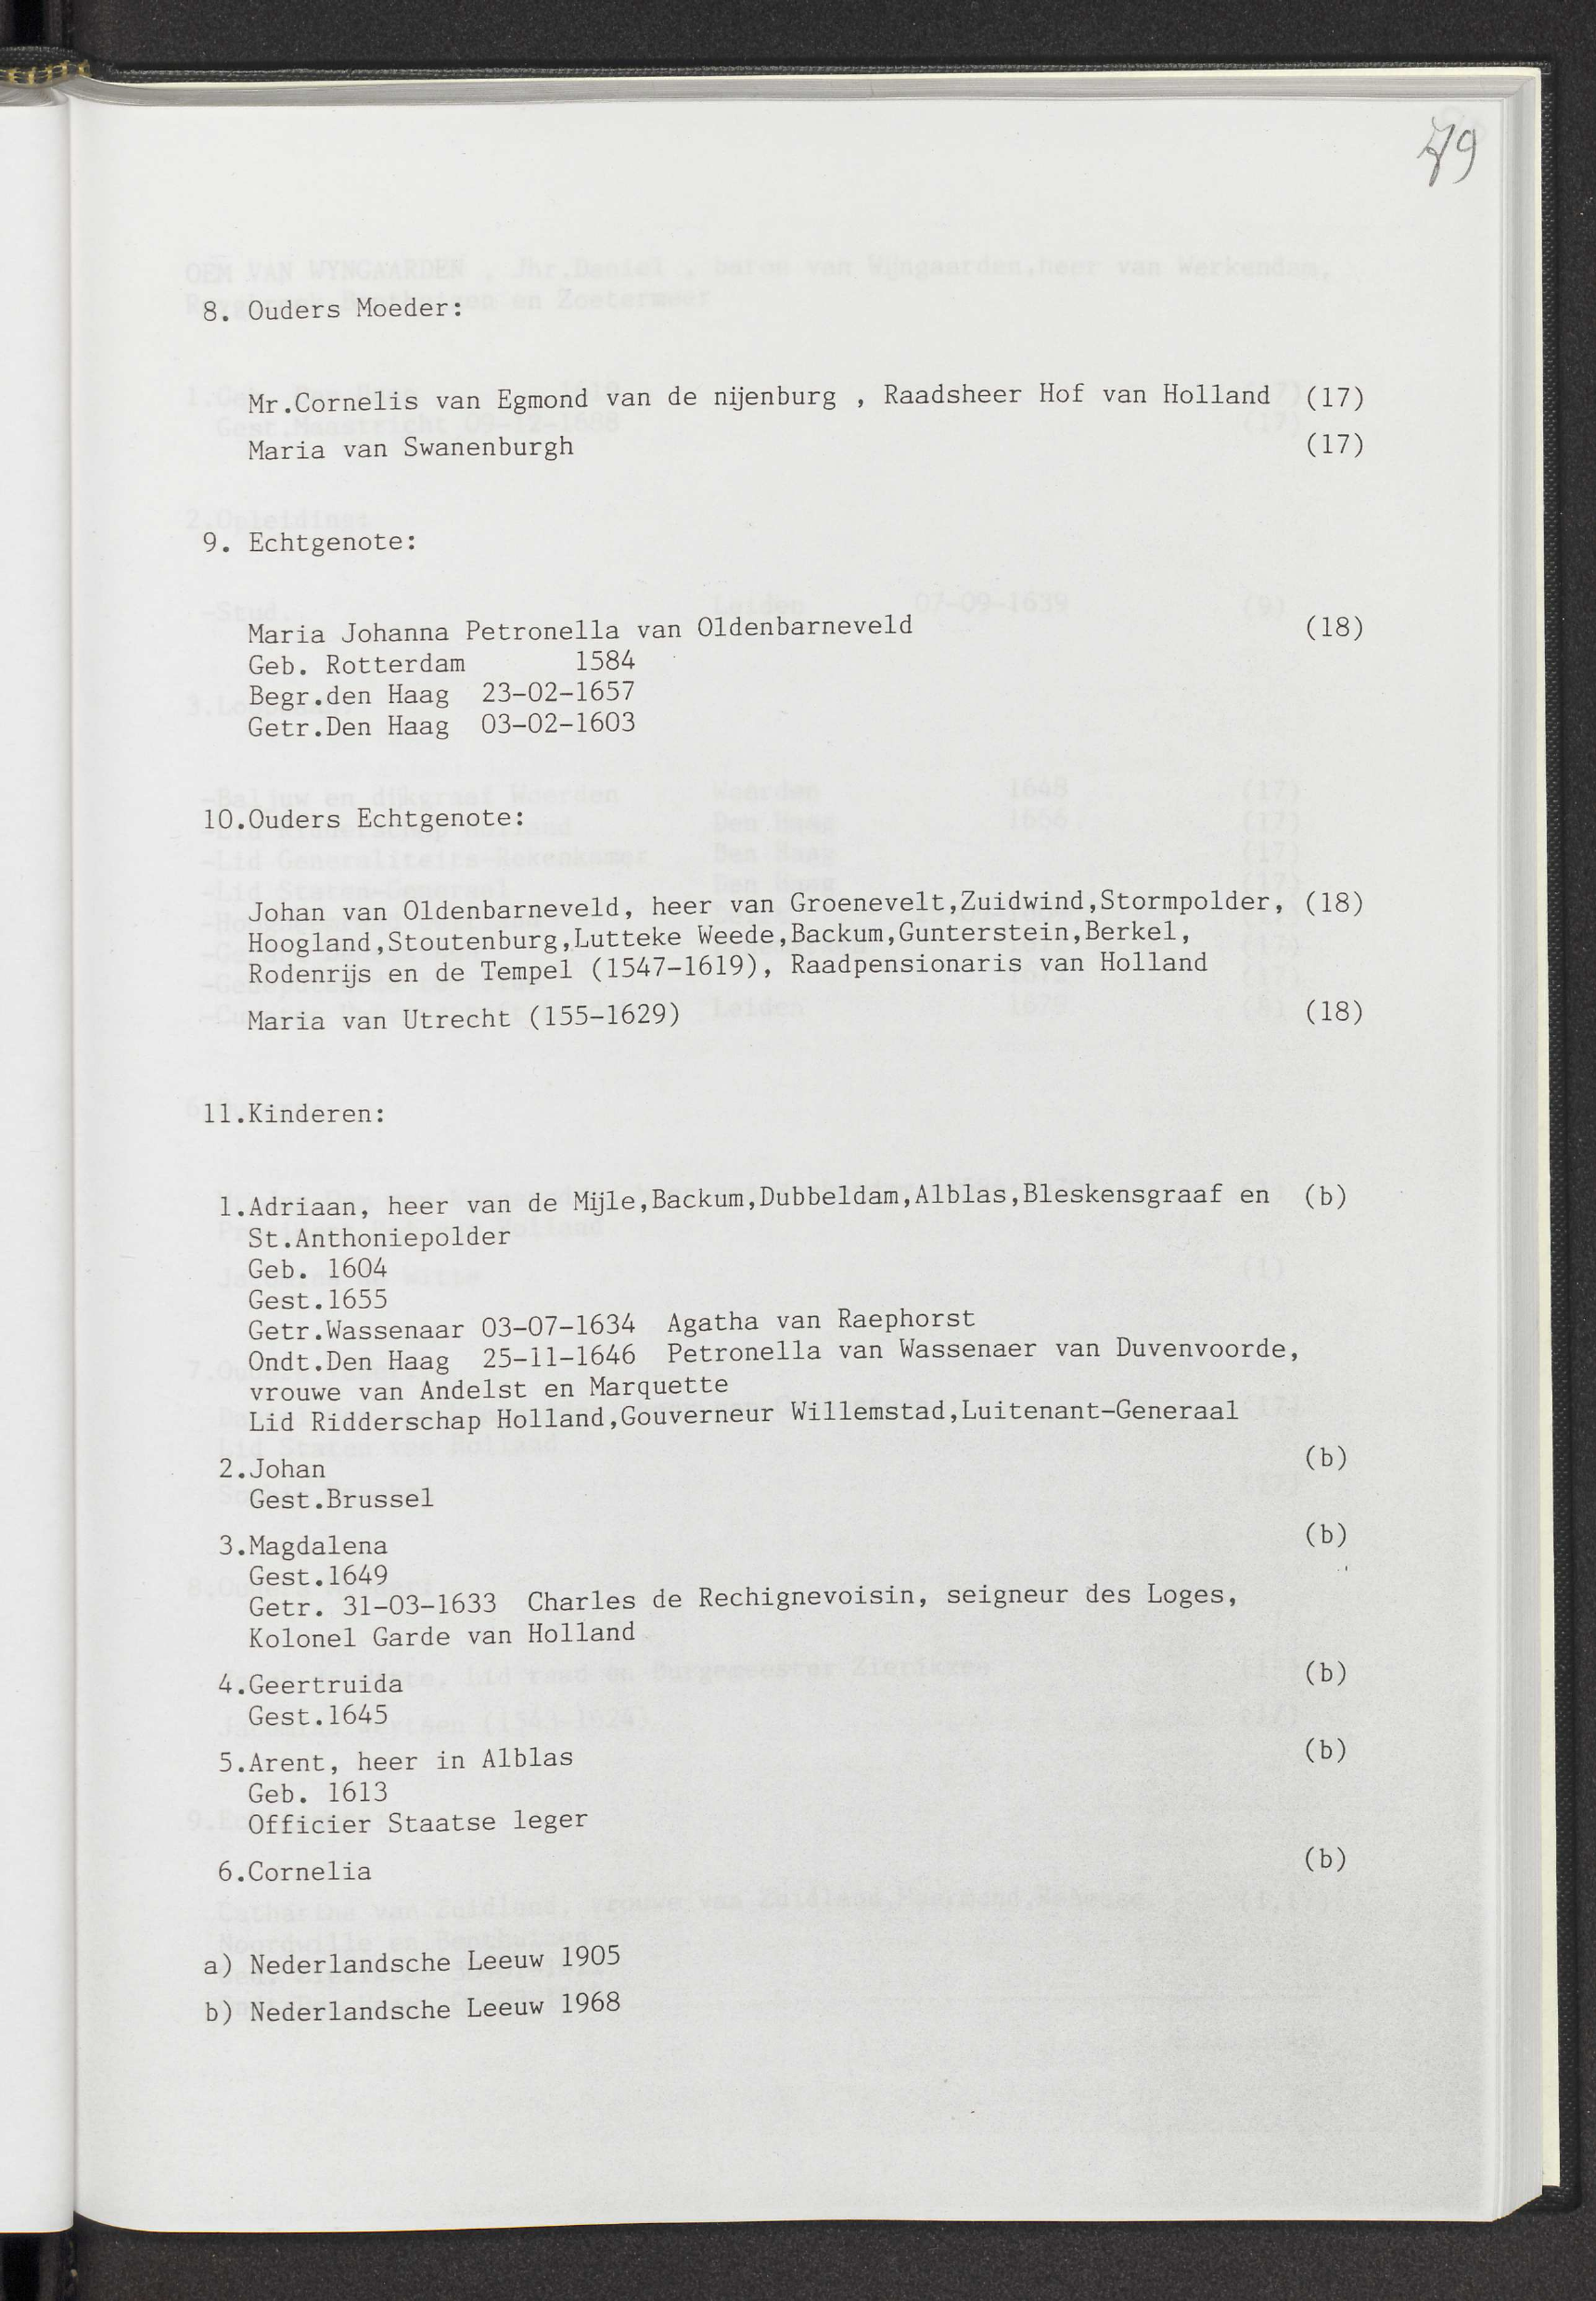 79
8. Ouders Moeder:
Mr.Cornelis van Egmond van de nijenburg , Raadsheer Hof van Holland (17)
Maria van Swanenburgh (17)
9. Echtgenote:
Maria Johanna Petronella van Oldenbarneveld (18)
Geb. Rotterdam 1584
Begr.den Haag 23-02-1657
Getr.Den Haag 03-02-1603
10.Ouders Echtgenote:
Johan van Oldenbarneveld, heer van Groenevelt,Zuidwind,Stormpolder, (18)
Hoogland,Stoutenburg,Lutteke Weede,Backum,Gunterstein,Berkel,
Rodenrijs en de Tempel (1547-1619), Raadpensionaris van Holland
Maria van Utrecht (155-1629) (18)
11.Kinderen:
1.Adriaan, heer van de Mijle,Backum,Dubbeldam,Alblas,Bleskensgraaf en (b)
St.Anthoniepolder
Geb. 1604
Gest.1655
Getr.Wassenaar 03-07-1634 Agatha van Raephorst
Ondt.Den Haag 25-11-1646 Petronella van Wassenaer van Duvenvoorde,
vrouwe van Andelst en Marquette
Lid Ridderschap Holland,Gouverneur Willemstad,Luitenant-Generaal
2.Johan (b)
Gest.Brussel
3.Magdalena (b)
Gest.1649
Getr. 31-03-1633 Charles de Rechignevoisin, seigneur des Loges,
Kolonel Garde van Holland
4.Geertruida (b)
Gest.1645
5.Arent, heer in Alblas (b)
Geb. 1613
Officier Staatse leger
6.Cornelia (b)
a) Nederlandsche Leeuw 1905
b) Nederlandsche Leeuw 1968